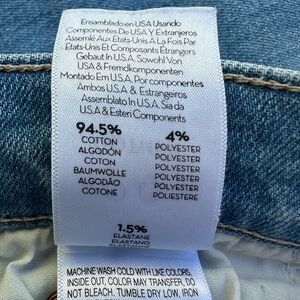 Ensamblado en USA Usando
Componentes De USA Y Extranjeros
Assemlé Aux Etats-Unis A La Fois Par
Etats-Unis Et Composants Etrangers
Gebaut In U.S.A. Sowohl Von
USA & Fremdkomponenten
Montado Em U.S.A. Por componentes
Ambos U.S.A. & Estrangeiros
Assemblato In U.S.A. Sia da
U.S.A & Esteri Components
94.5%
COTTON
ALGODÓN
COTON
BAUMWOLLE
ALGODÃO
COTONE
4%
POLYESTER
POLYESTER
POLYESTER
POLYESTER
POLYESTER
POLIESTERE
1.5%
ELASTANE
ELASTANO
MACHINE WASH COLD WITH LIKE COLORS,
INSIDE OUT, COLOR MAY TRANSFER, DO
NOT BLEACH. TUMBLE DRY LOW, IRON